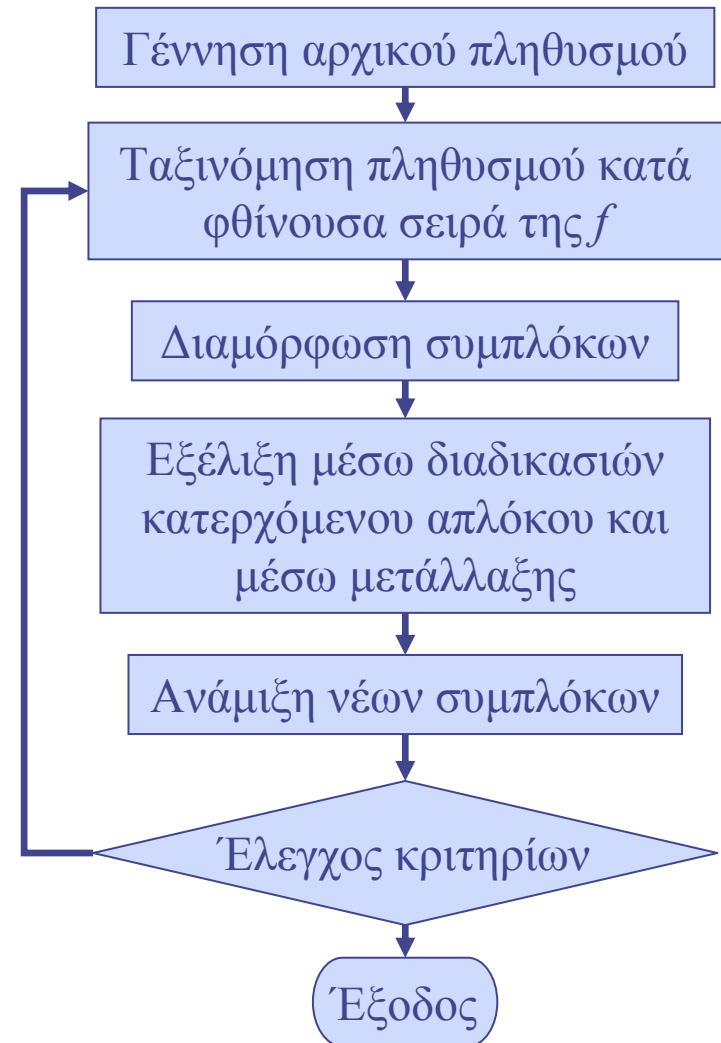 Γέννηση αρχικού πληθυσμού
Ταξινόμηση πληθυσμού κατά
φθίνουσα σειρά της f
Διαμόρφωση συμπλόκων
Εξέλιξη μέσω διαδικασιών
κατερχόμενου απλόκου και
μέσω μετάλλαξης
Ανάμιξη νέων συμπλόκων
Έλεγχος κριτηρίων
Έξοδος